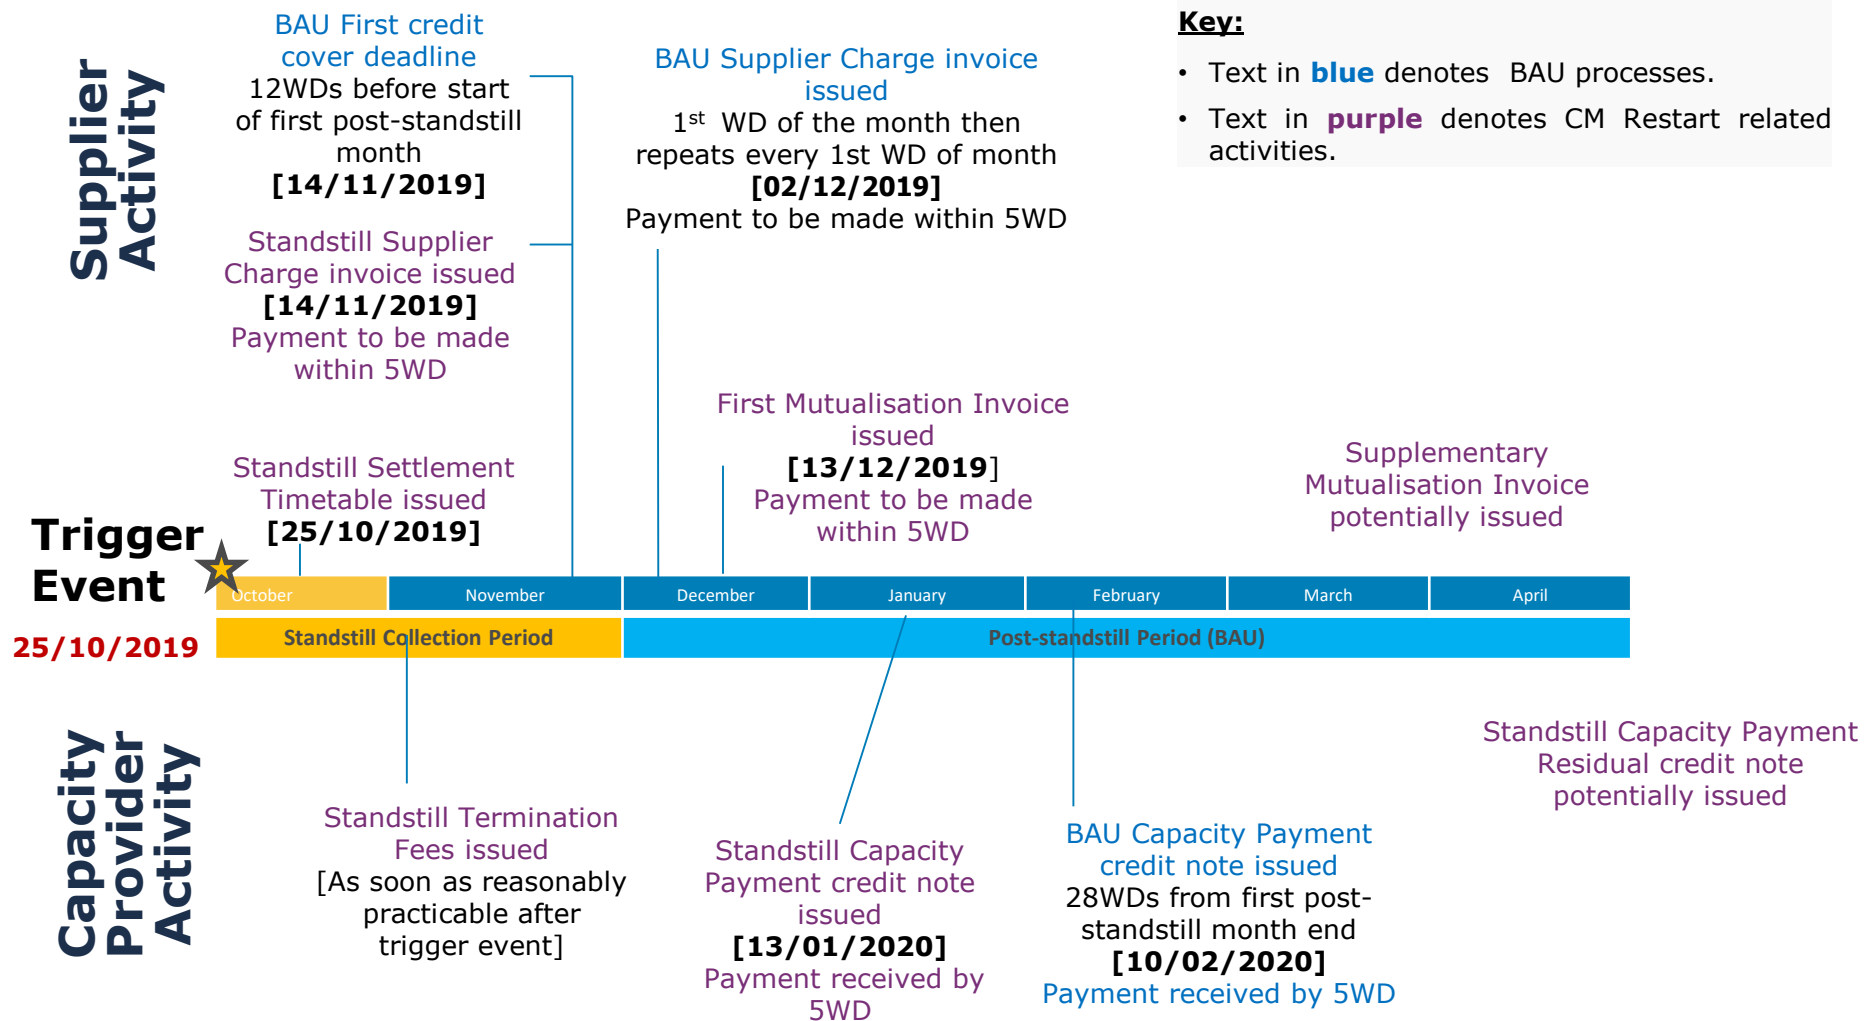 Supplier
Activity
BAU First credit
cover deadline
12WDs before start
of first post-standstill
month
[14/11/2019]
Standstill Supplier
Charge invoice issued
[14/11/2019]
Payment to be made
within 5WD
Standstill Settlement
Timetable issued
[25/10/2019]
BAU Supplier Charge invoice
issued
1st WD of the month then
repeats every 1st WD of month
[02/12/2019]
Payment to be made within 5WD
First Mutualisation Invoice
issued
[13/12/2019]
Payment to be made
within 5WD
Key:
• Text in blue denotes BAU processes.
• Text in purple denotes CM Restart related
activities.
Supplementary
Mutualisation Invoice
potentially issued
Trigger
Event
25/10/2019
October November December January February March April
Standstill Collection Period Post-standstill Period (BAU)
Capacity
Provider
Activity
Standstill Termination
Fees issued
[As soon as reasonably
practicable after
trigger event]
Standstill Capacity
Payment credit note
issued
[13/01/2020]
Payment received by
5WD
BAU Capacity Payment
credit note issued
28WDs from first post-
standstill month end
[10/02/2020]
Payment received by 5WD
Standstill Capacity Payment
Residual credit note
potentially issued